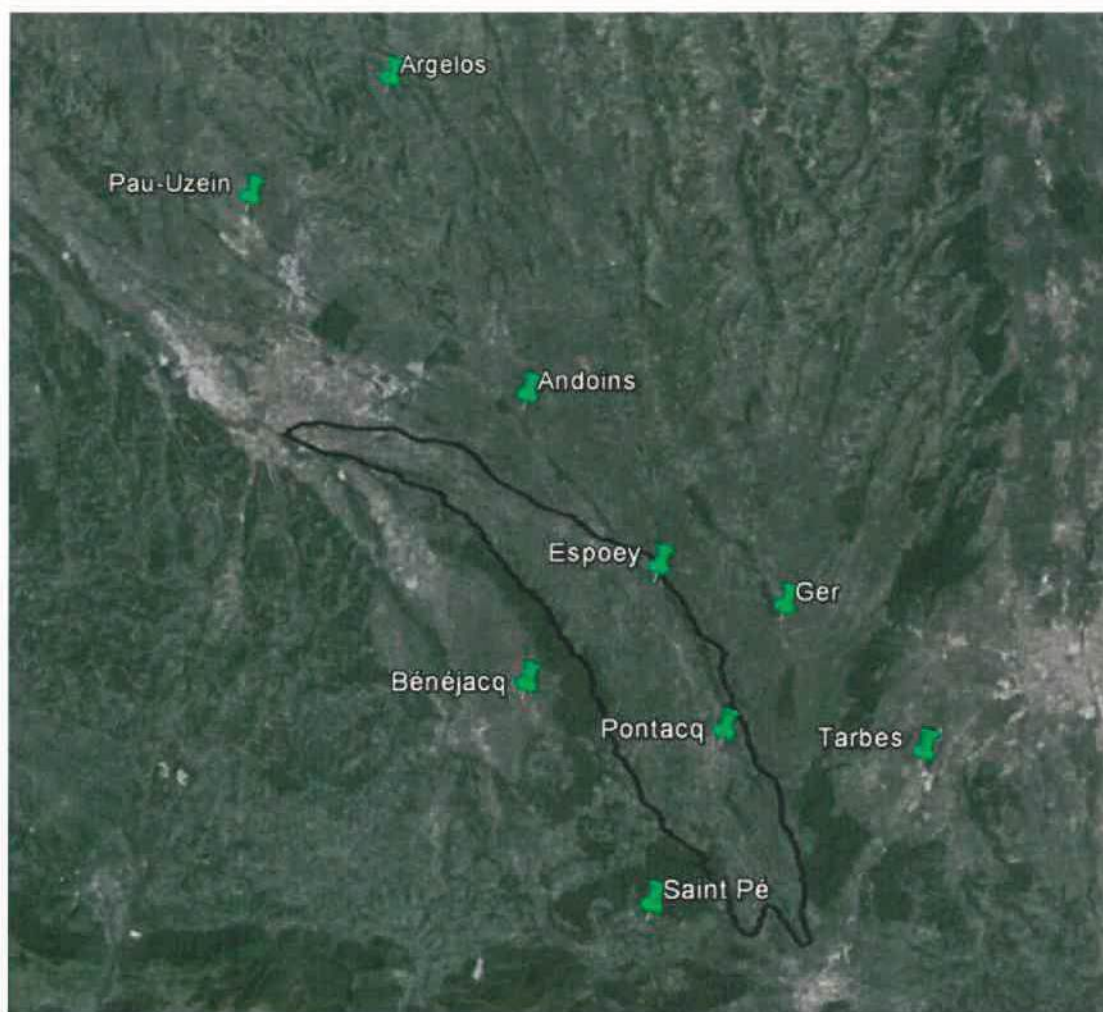 Argelos
Pau-Uzein
Andoins
Espoey
Ger
Bénéjacq
Pontacq
Tarbes
Saint Pé